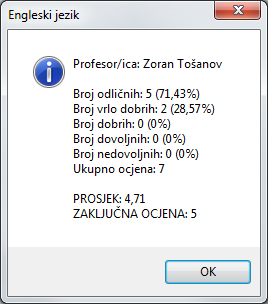 Engleski jezik
Profesor/ica: Zoran Tošanov
Broj odličnih: 5 (71,43%)
Broj vrlo dobrih: 2 (28,57%)
Broj dobrih: 0 (0%)
Broj dovoljnih: 0 (0%)
Broj nedovoljnih: 0 (0%)
Ukupno ocjena: 7
PROSJEK: 4,71
ZAKLJUČNA OCJENA: 5
OK